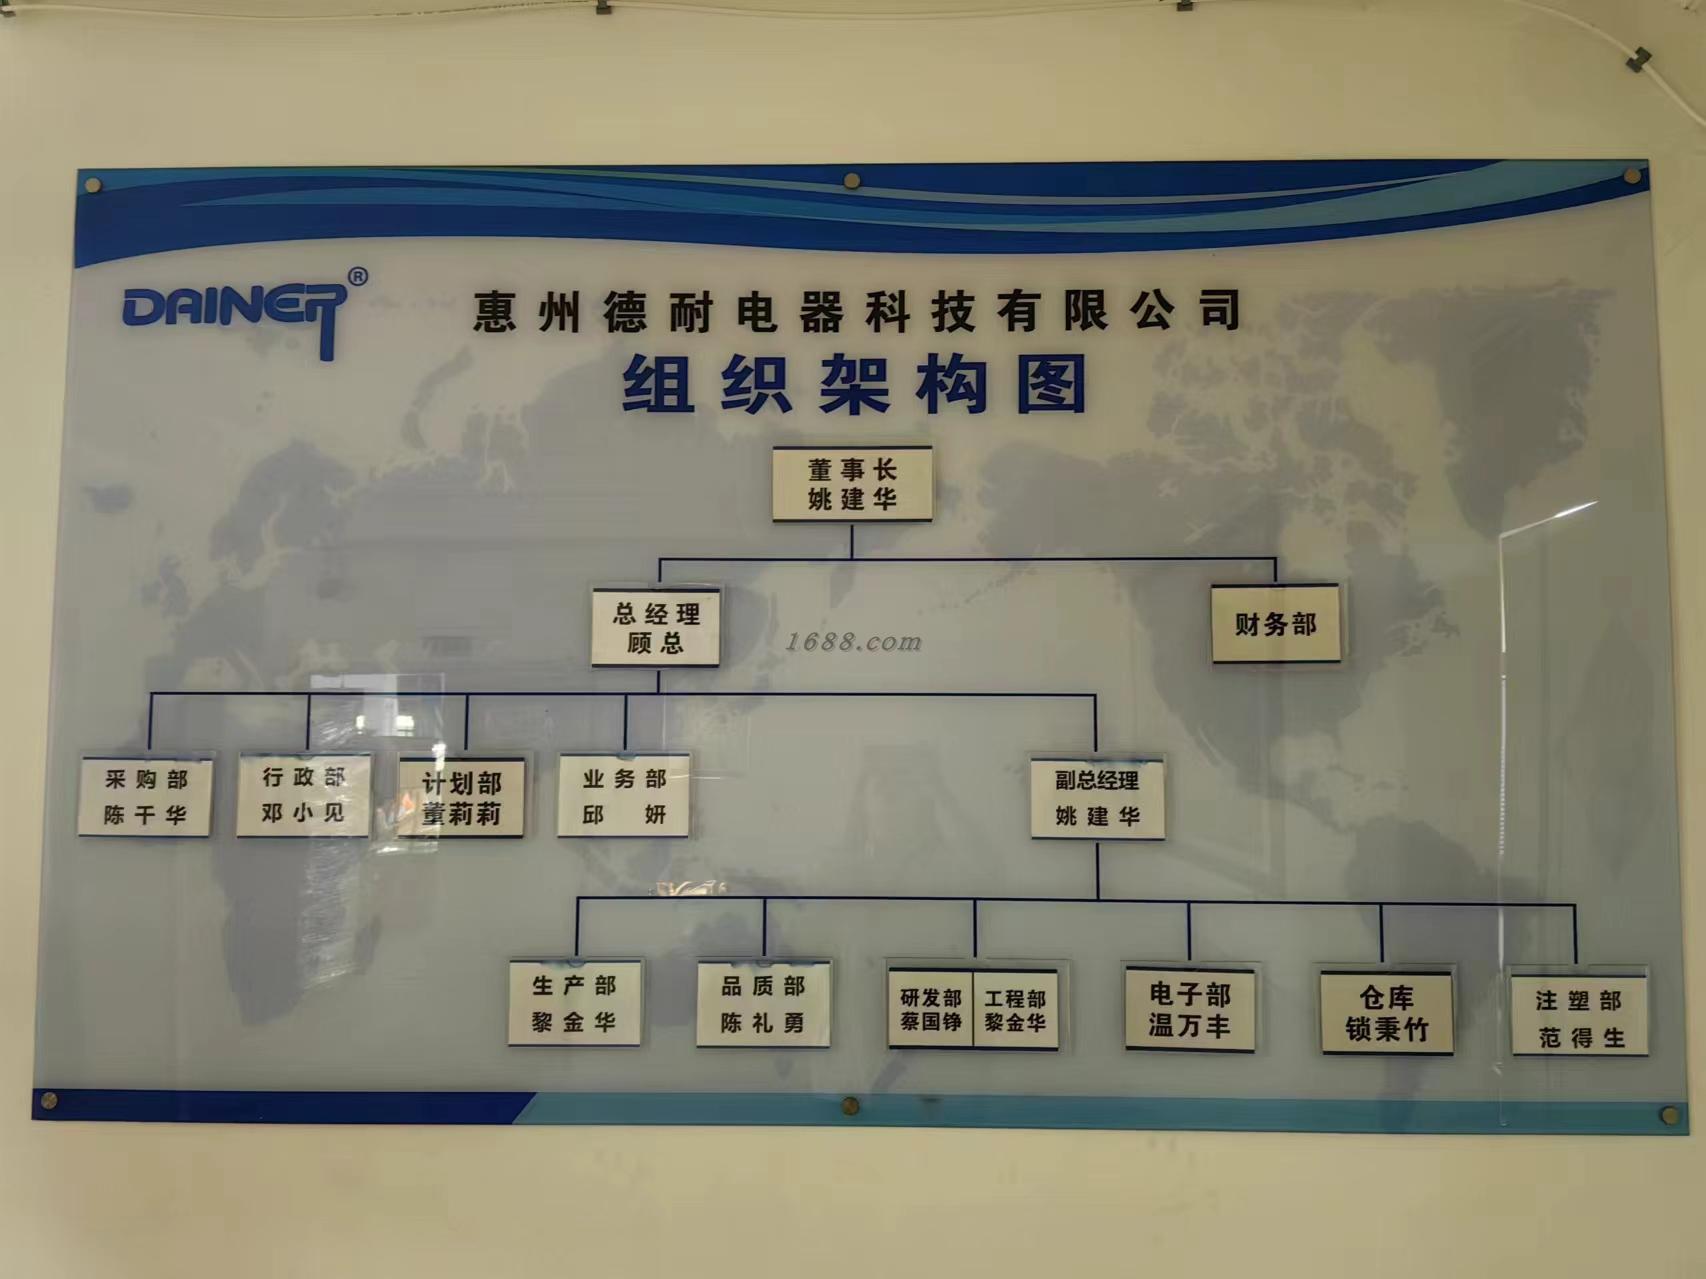 DAINER®
惠州德耐电器科技有限公司
组织架构图
董事长
姚建华
总经理
顾总
财务部
1688.com
采购部
陈干华
行政部
邓小见
计划部
董莉莉
业务部
邱 妍
副总经理
姚建华
生产部
黎金华
品质部
陈礼勇
研发部
蔡国铮
工程部
黎金华
电子部
温万丰
仓库
锁秉竹
注塑部
范得生